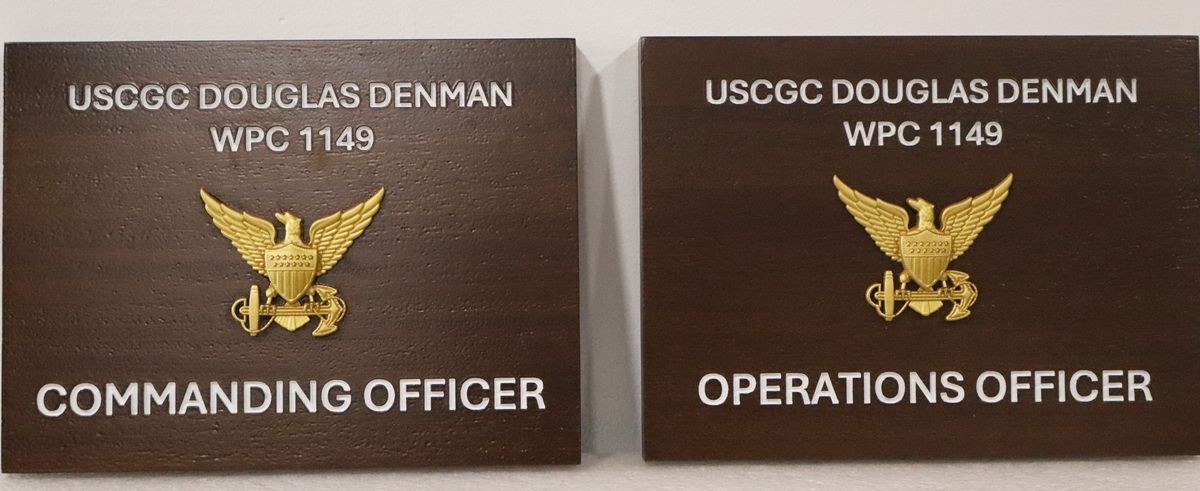 USCGC DOUGLAS DENMAN
WPC 1149
COMMANDING OFFICER
USCGC DOUGLAS DENMAN
WPC 1149
OPERATIONS OFFICER